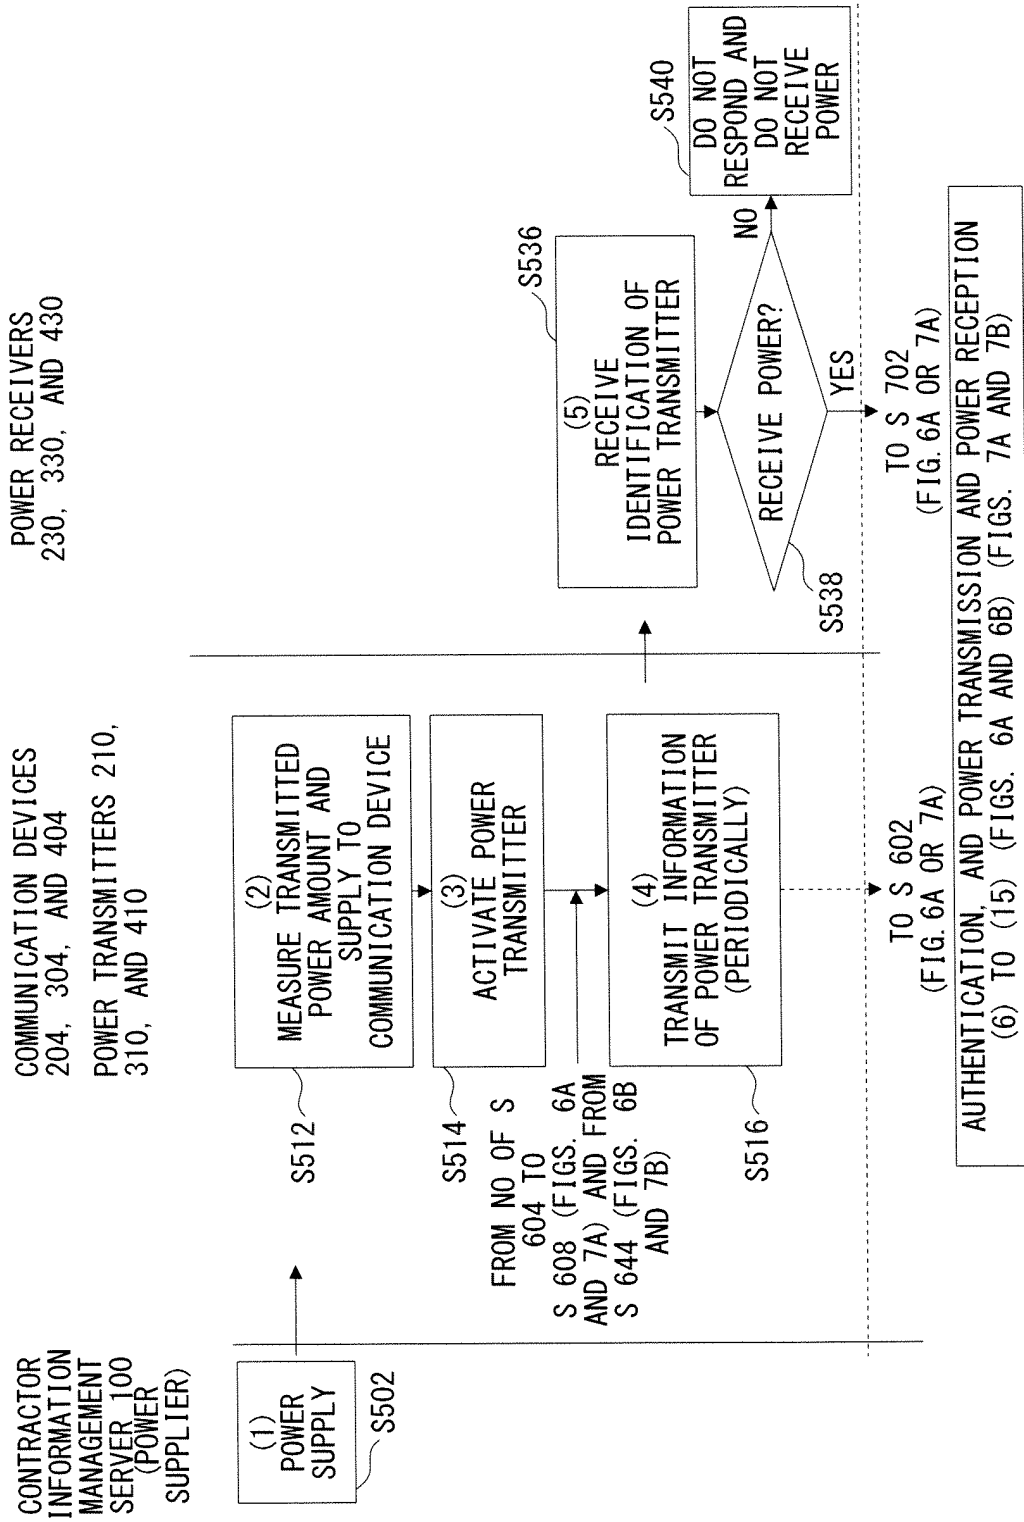 CONTRACTOR
INFORMATION
MANAGEMENT
SERVER 100
(POWER
SUPPLIER)
(1)
POWER
SUPPLY
S502
COMMUNICATION DEVICES
204, 304, AND 404
POWER TRANSMITTERS 210,
310, AND 410
(2)
MEASURE TRANSMITTED
POWER AMOUNT AND
SUPPLY TO
COMMUNICATION DEVICE
S512
(3)
ACTIVATE POWER
TRANSMITTER
S514
FROM NO OF S
604 TO
S 608 (FIGS. 6A
AND 7A) AND FROM
S 644 (FIGS. 6B
AND 7B)
(4)
TRANSMIT INFORMATION
OF POWER TRANSMITTER
(PERIODICALLY)
S516
TO S 602
(FIG. 6A OR 7A)
POWER RECEIVERS
230, 330, AND 430
S536
(5)
RECEIVE
IDENTIFICATION OF
POWER TRANSMITTER
RECEIVE POWER?
S538
NO
YES
S540
DO NOT
RESPOND AND
DO NOT
RECEIVE
POWER
TO S 702
(FIG. 6A OR 7A)
AUTHENTICATION, AND POWER TRANSMISSION AND POWER RECEPTION
(6) TO (15) (FIGS. 6A AND 6B) (FIGS. 7A AND 7B)